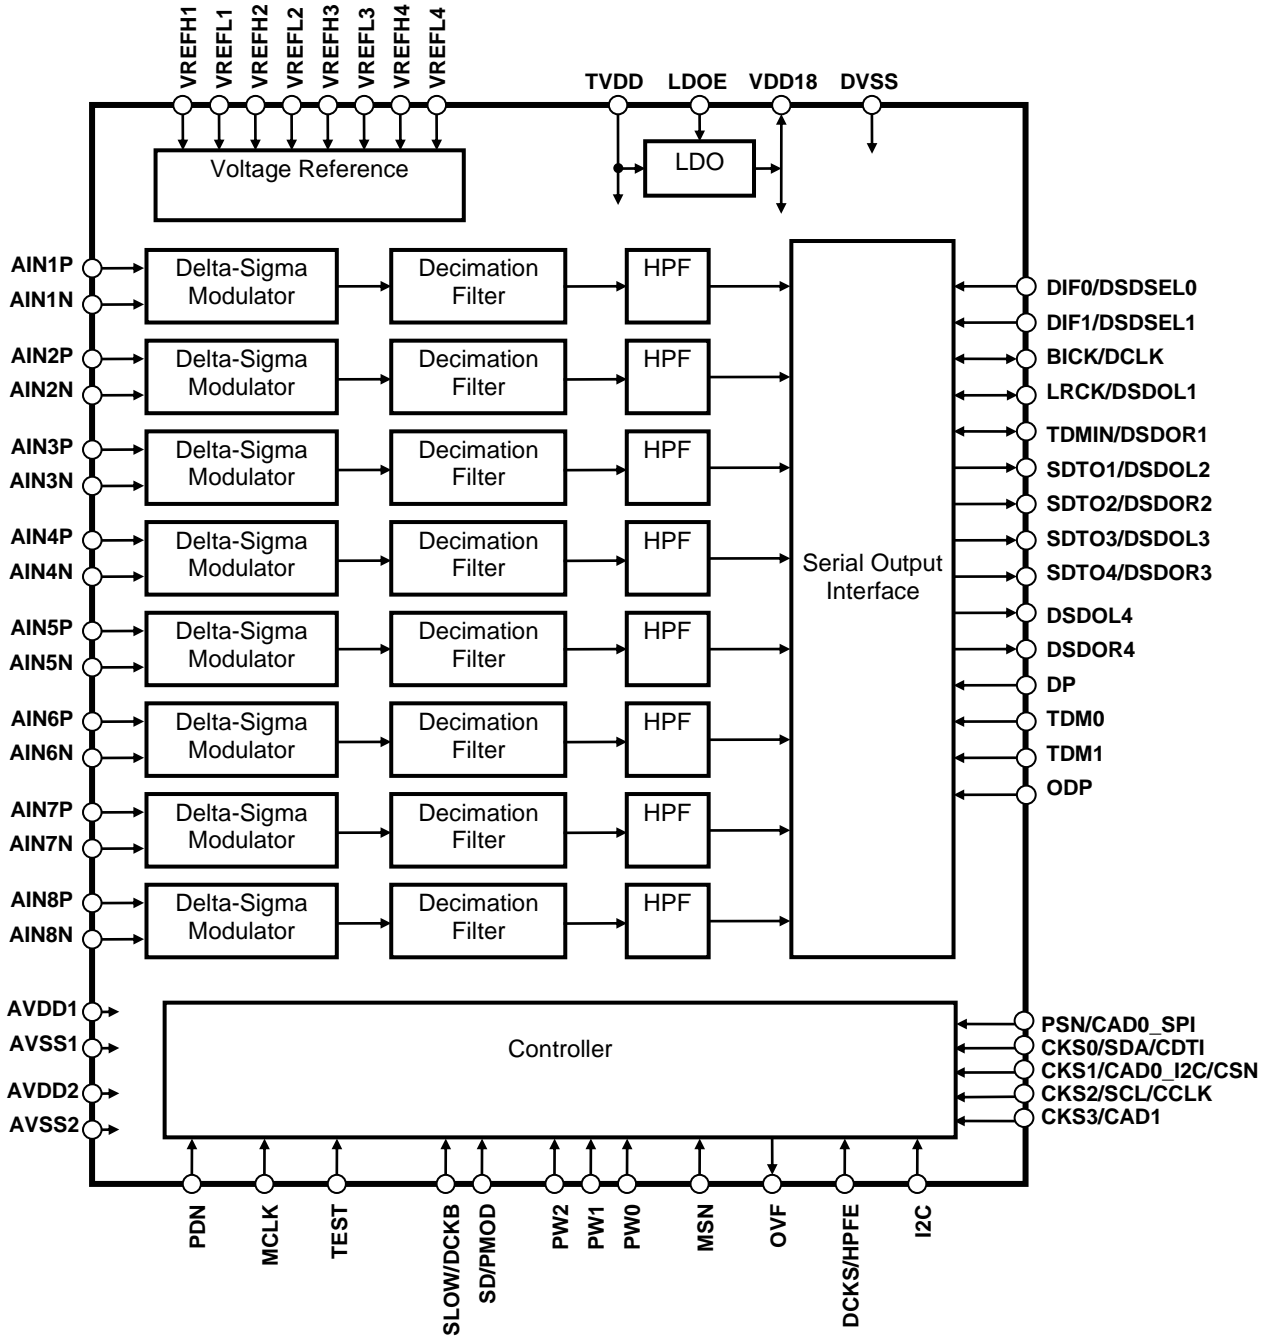 VREFH1
VREFL1
VREFH2
VREFL2
VREFH3
VREFL3
VREFH4
VREFL4
TVDD
LDOE
VDD18
DVSS
Voltage Reference
LDO
AIN1P
AIN1N
Delta-Sigma
Modulator
Decimation
Filter
HPF
AIN2P
AIN2N
Delta-Sigma
Modulator
Decimation
Filter
HPF
AIN3P
AIN3N
Delta-Sigma
Modulator
Decimation
Filter
HPF
AIN4P
AIN4N
Delta-Sigma
Modulator
Decimation
Filter
HPF
AIN5P
AIN5N
Delta-Sigma
Modulator
Decimation
Filter
HPF
AIN6P
AIN6N
Delta-Sigma
Modulator
Decimation
Filter
HPF
AIN7P
AIN7N
Delta-Sigma
Modulator
Decimation
Filter
HPF
AIN8P
AIN8N
Delta-Sigma
Modulator
Decimation
Filter
HPF
Serial Output
Interface
DIF0/DSDSEL0
DIF1/DSDSEL1
BICK/DCLK
LRCK/DSDOL1
TDMIN/DSDOR1
SDTO1/DSDOL2
SDTO2/DSDOR2
SDTO3/DSDOL3
SDTO4/DSDOR3
DSDOL4
DSDOR4
DP
TDM0
TDM1
ODP
AVDD1
AVSS1
AVDD2
AVSS2
Controller
PSN/CAD0_SPI
CKS0/SDA/CDTI
CKS1/CAD0_I2C/CSN
CKS2/SCL/CCLK
CKS3/CAD1
PDN
MCLK
TEST
SLOW/DCKB
SD/PMOD
PW2
PW1
PW0
MSN
OVF
DCKS/HPFE
I2C